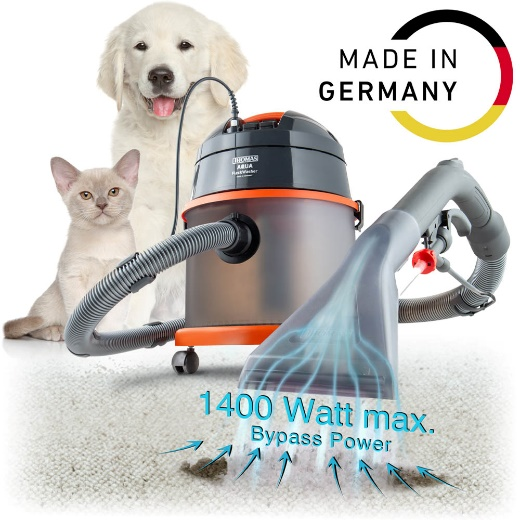 MADE IN
GERMANY
THOMAS
AQUA
1400 Watt max.
Bypass Power